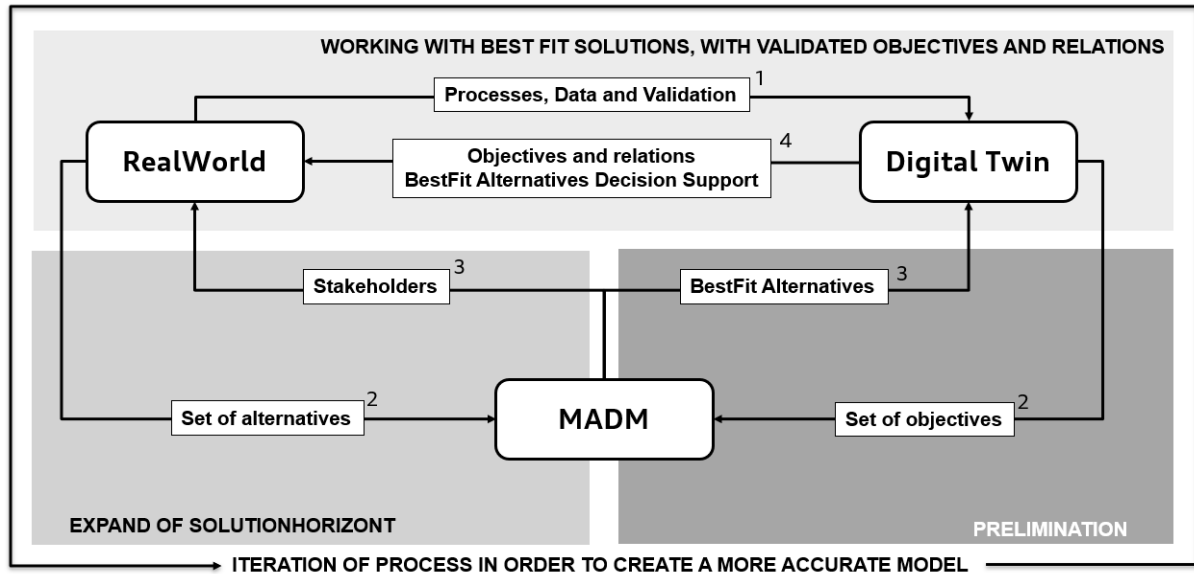 WORKING WITH BEST FIT SOLUTIONS, WITH VALIDATED OBJECTIVES AND RELATIONS
Processes, Data and Validation
1
RealWorld
Objectives and relations
BestFit Alternatives Decision Support
4
Digital Twin
Stakeholders
3
BestFit Alternatives
3
Set of alternatives
2
MADM
Set of objectives
2
EXPAND OF SOLUTIONHORIZONT
PRELIMINATION
ITERATION OF PROCESS IN ORDER TO CREATE A MORE ACCURATE MODEL